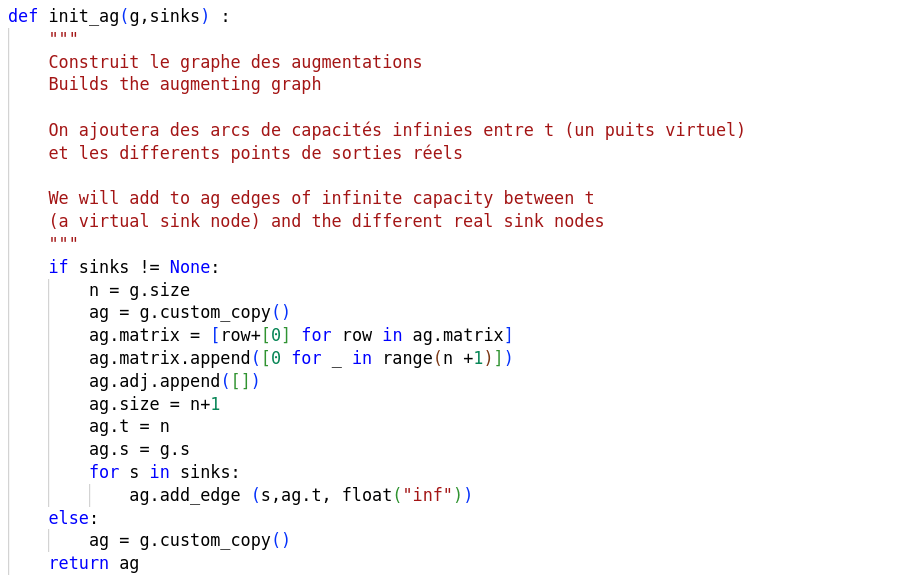 def init_ag(g,sinks) :
    """
    Construit le graphe des augmentations
    Builds the augmenting graph

    On ajoutera des arcs de capacités infinies entre t (un puits virtuel)
    et les differents points de sorties réels

    We will add to ag edges of infinite capacity between t
    (a virtual sink node) and the different real sink nodes
    """
    if sinks != None:
        n = g.size
        ag = g.custom_copy()
        ag.matrix = [row+[0] for row in ag.matrix]
        ag.matrix.append([0 for _ in range(n +1)])
        ag.adj.append([])
        ag.size = n+1
        ag.t = n
        ag.s = g.s
        for s in sinks:
            ag.add_edge (s,ag.t, float("inf"))
    else:
        ag = g.custom_copy()
    return ag